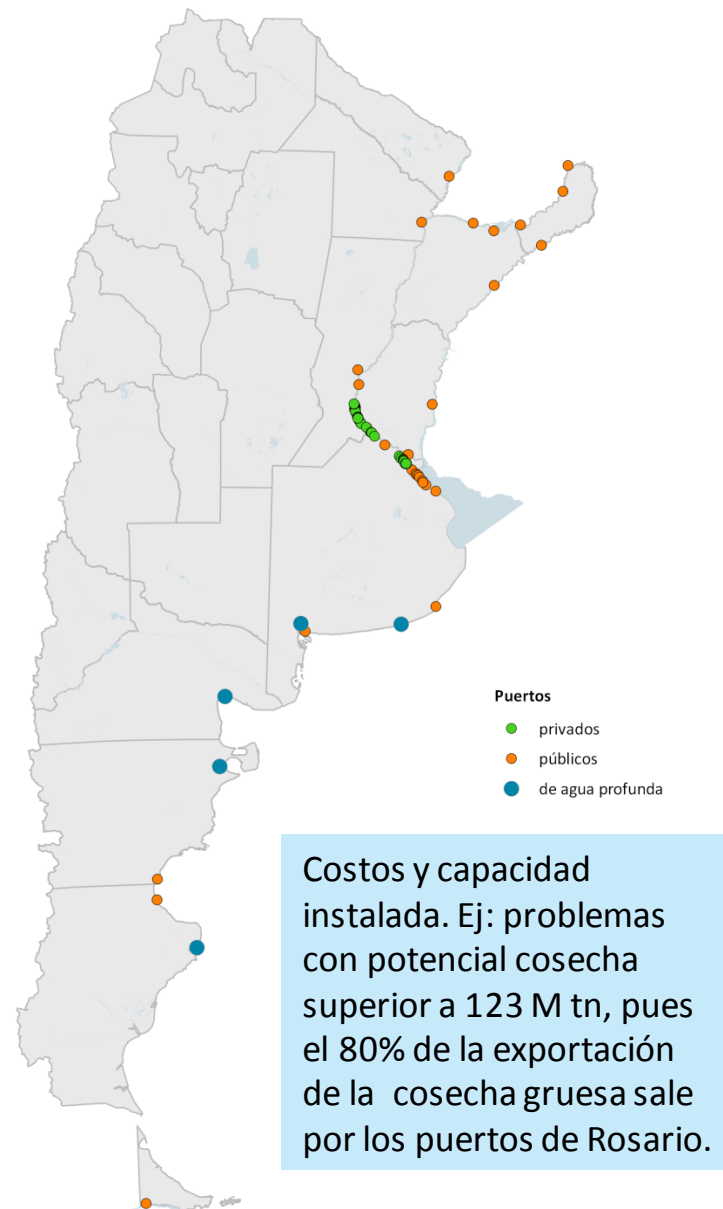 Puertos
privados
públicos
de agua profunda
Costos y capacidad
instalada. Ej: problemas
con potencial cosecha
superior a 123 M tn, pues
el 80% de la exportación
de la cosecha gruesa sale
por los puertos de Rosario.